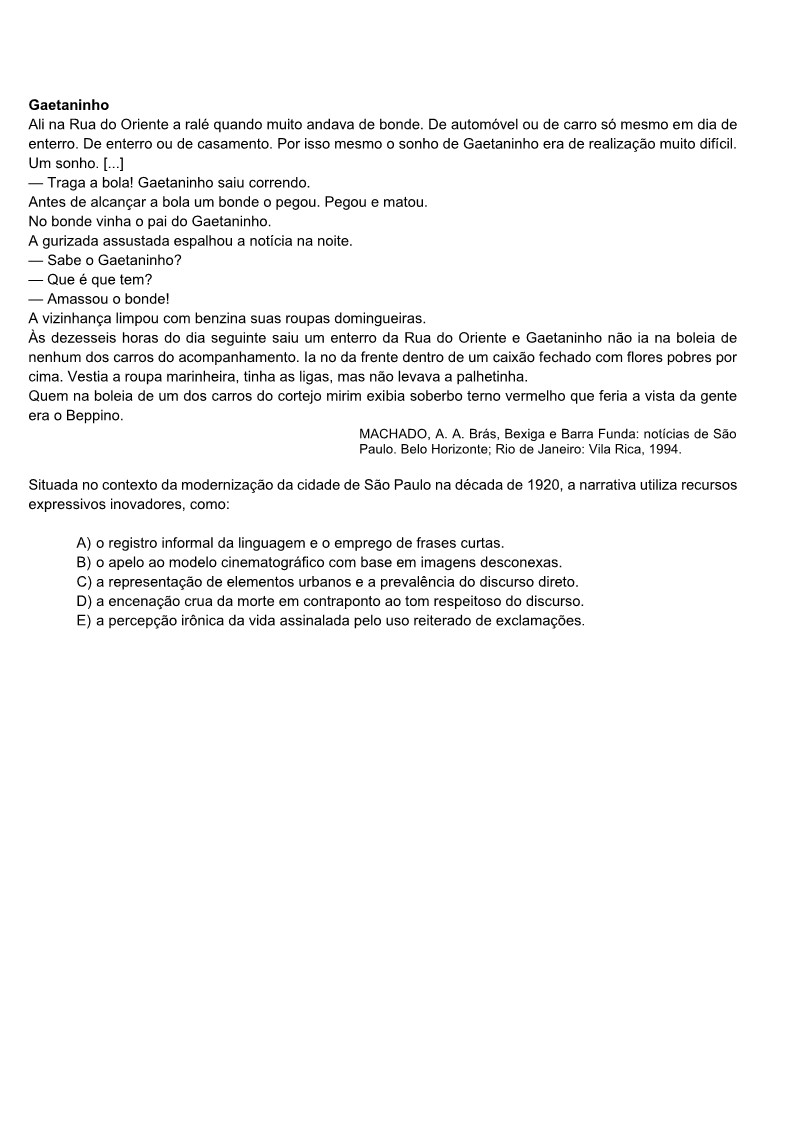 Gaetaninho
Ali na Rua do Oriente a ralé quando muito andava de bonde. De automóvel ou de carro só mesmo em dia de
enterro. De enterro ou de casamento. Por isso mesmo o sonho de Gaetaninho era de realização muito difícil.
Um sonho. [...]
— Traga a bola! Gaetaninho saiu correndo.
Antes de alcançar a bola um bonde o pegou. Pegou e matou.
No bonde vinha o pai do Gaetaninho.
A gurizada assustada espalhou a notícia na noite.
— Sabe o Gaetaninho?
— Que é que tem?
— Amassou o bonde!
A vizinhança limpou com benzina suas roupas domingueiras.
Às dezesseis horas do dia seguinte saiu um enterro da Rua do Oriente e Gaetaninho não ia na boleia de
nenhum dos carros do acompanhamento. Ia no da frente dentro de um caixão fechado com flores pobres por
cima. Vestia a roupa marinheira, tinha as ligas, mas não levava a palhetinha.
Quem na boleia de um dos carros do cortejo mirim exibia soberbo terno vermelho que feria a vista da gente
era o Beppino.
MACHADO, A. A. Brás, Bexiga e Barra Funda: notícias de São
Paulo. Belo Horizonte; Rio de Janeiro: Vila Rica, 1994.
Situada no contexto da modernização da cidade de São Paulo na década de 1920, a narrativa utiliza recursos
expressivos inovadores, como:
A) o registro informal da linguagem e o emprego de frases curtas.
B) o apelo ao modelo cinematográfico com base em imagens desconexas.
C) a representação de elementos urbanos e a prevalência do discurso direto.
D) a encenação crua da morte em contraponto ao tom respeitoso do discurso.
E) a percepção irônica da vida assinalada pelo uso reiterado de exclamações.